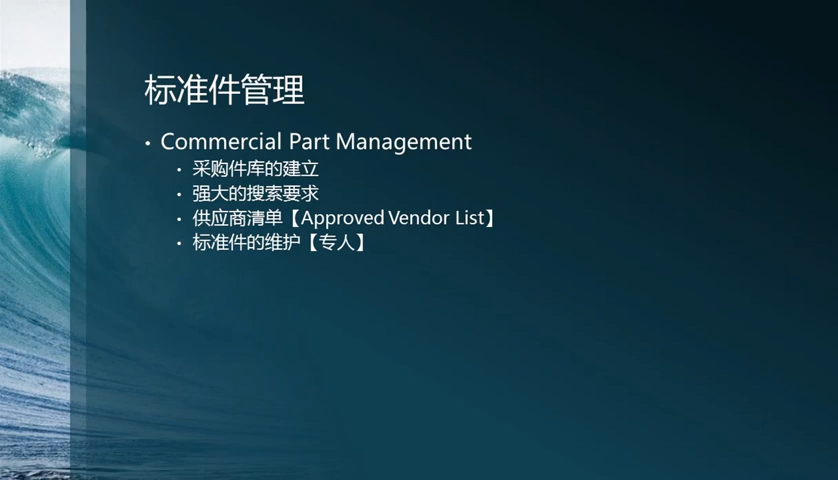 标准件管理
• Commercial Part Management
• 采购件库的建立
• 强大的搜索要求
• 供应商清单【Approved Vendor List】
• 标准件的维护【专人】